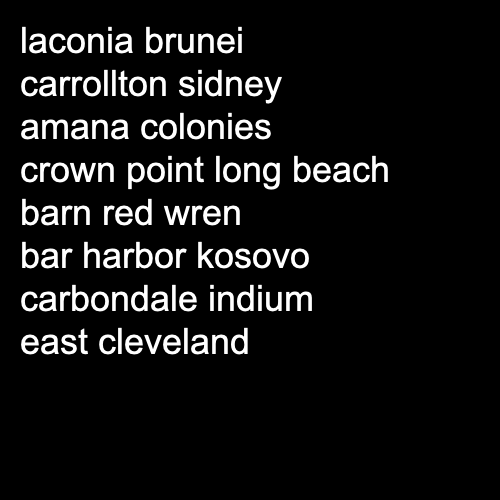 laconia brunei
carrollton sidney
amana colonies
crown point long beach
barn red wren
bar harbor kosovo
carbondale indium
east cleveland